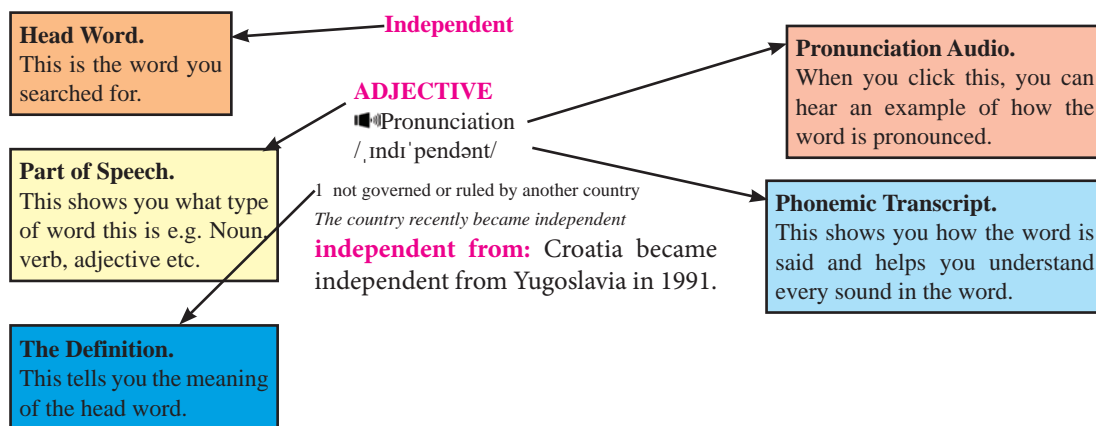 Independent
Head Word.
This is the word you
searched for.
ADJECTIVE
Pronunciation
/ˌɪndɪˈpendənt/
Part of Speech.
This shows you what type
of word this is e.g. Noun,
verb, adjective etc.
1 not governed or ruled by another country
The country recently became independent
independent from: Croatia became
independent from Yugoslavia in 1991.
The Definition.
This tells you the meaning
of the head word.
Pronunciation Audio.
When you click this, you can
hear an example of how the
word is pronounced.
Phonemic Transcript.
This shows you how the word is
said and helps you understand
every sound in the word.